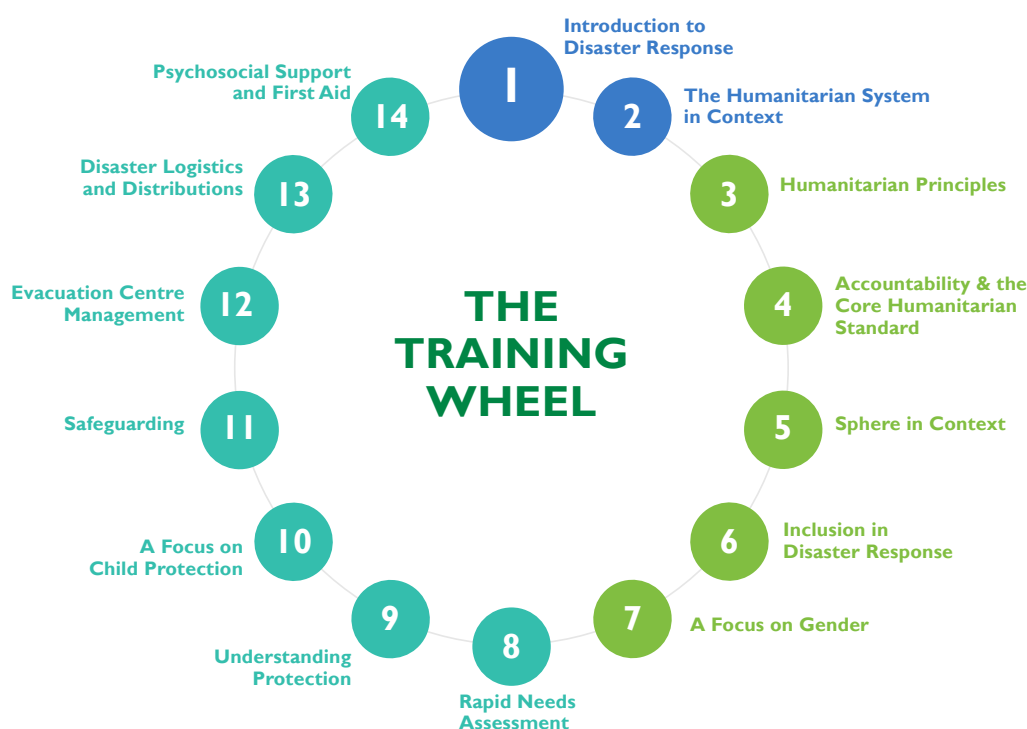 1
Introduction to
Disaster Response
2
The Humanitarian System
in Context
3
Humanitarian Principles
4
Accountability & the
Core Humanitarian
Standard
5
Sphere in Context
6
Inclusion in
Disaster Response
7
A Focus on Gender
8
Rapid Needs
Assessment
9
Understanding
Protection
10
A Focus on
Child Protection
11
Safeguarding
12
Evacuation Centre
Management
13
Disaster Logistics
and Distributions
14
Psychosocial Support
and First Aid
THE
TRAINING
WHEEL